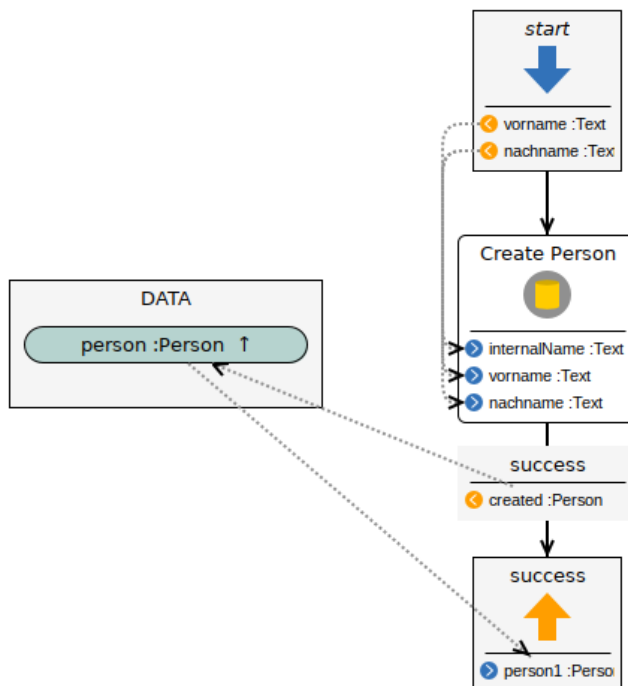 start
vorname :Text
nachname :Text
Create Person
internalName :Text
vorname :Text
nachname :Text
DATA
person :Person ↑
success
created :Person
success
person1 :Perso